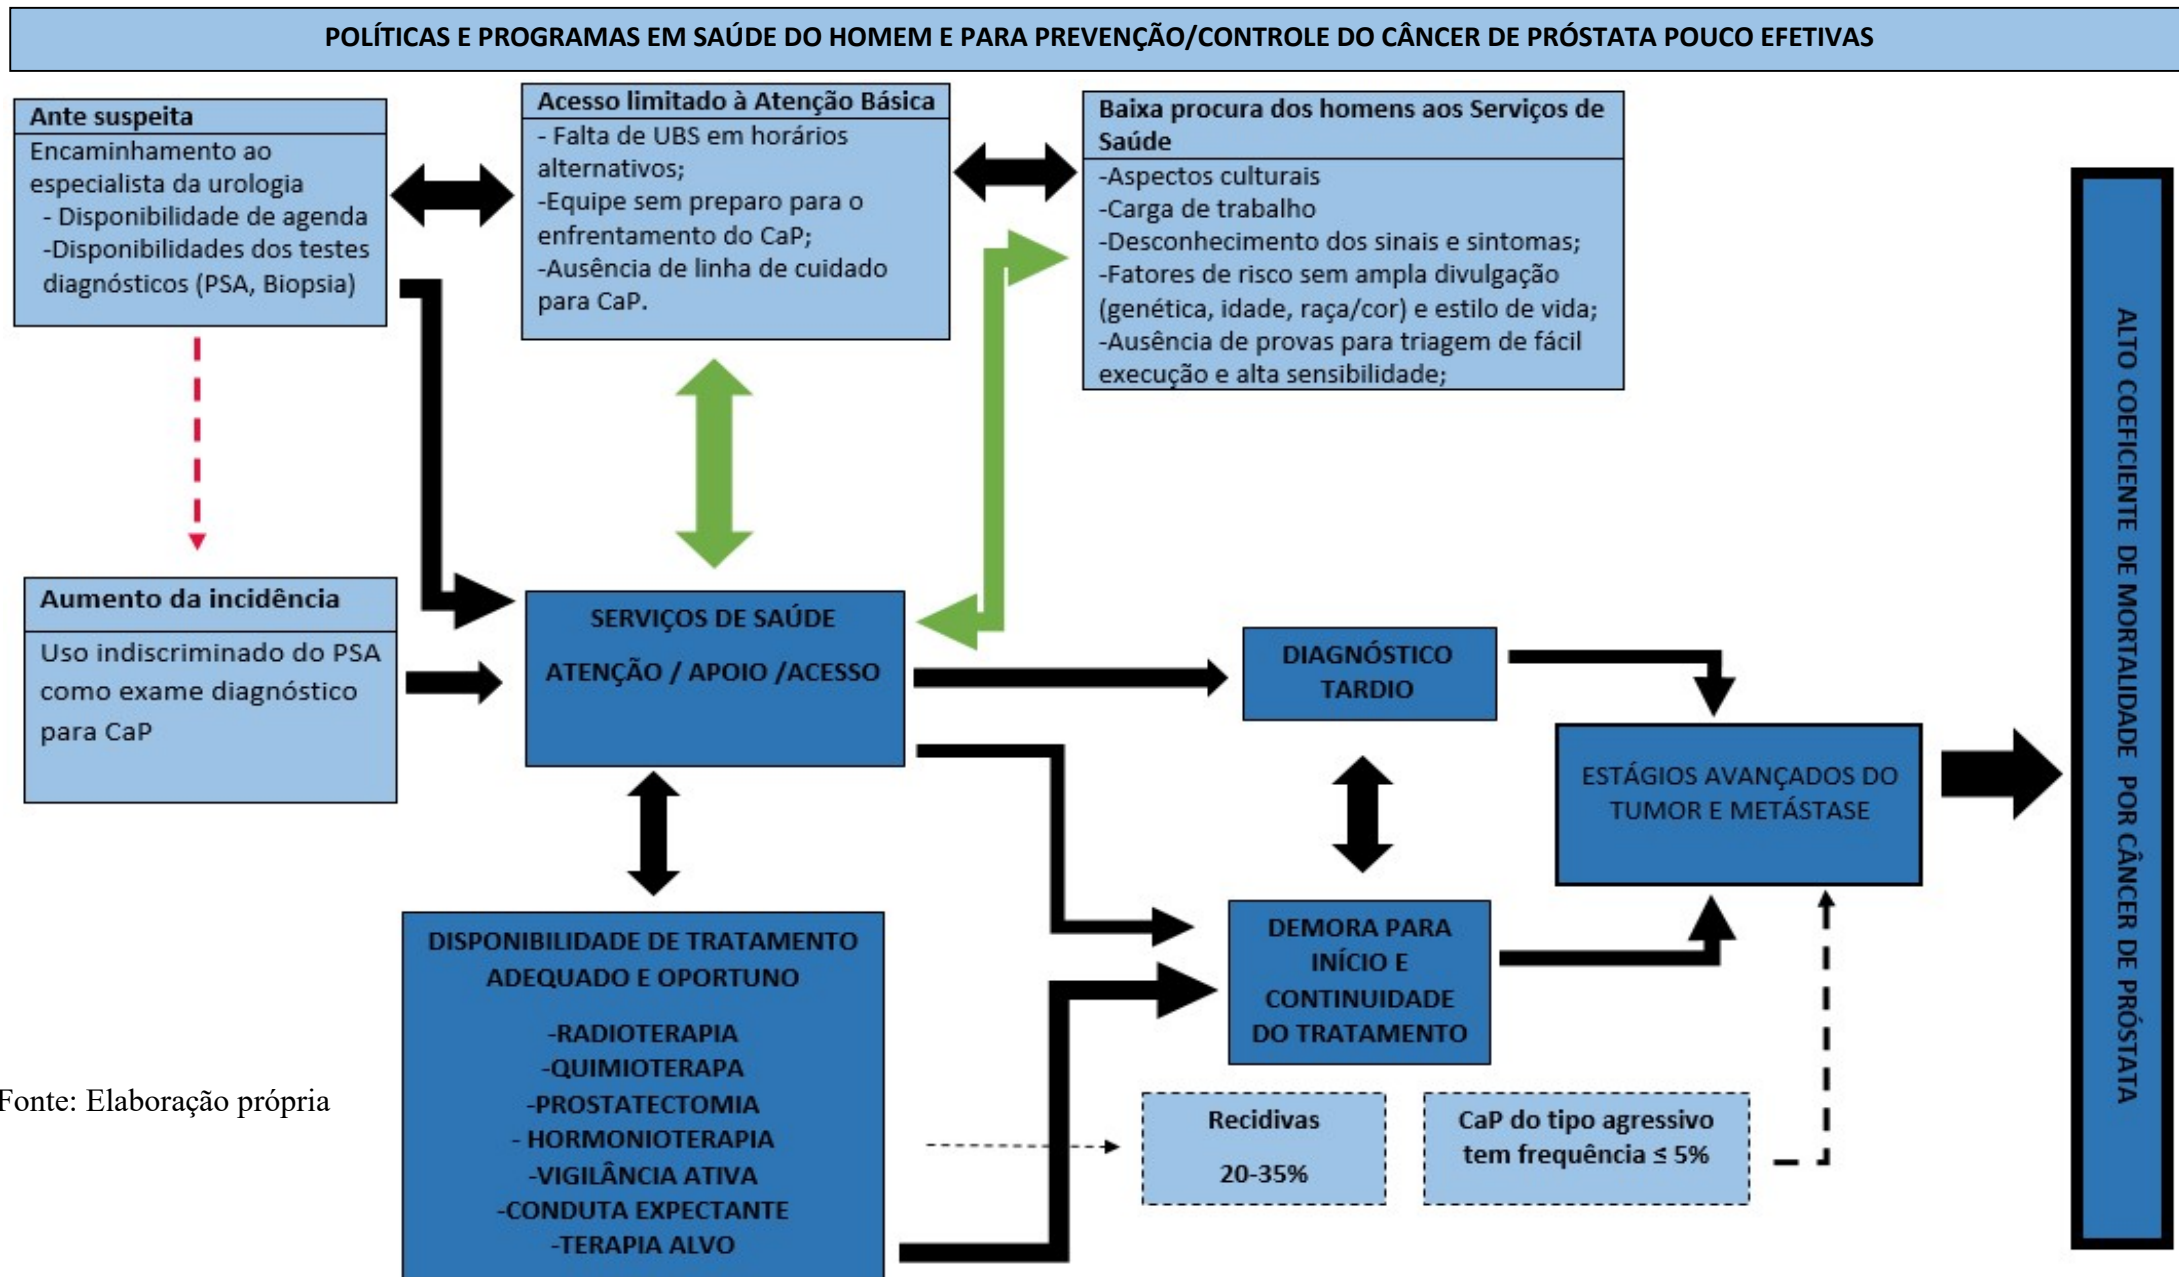 POLÍTICAS E PROGRAMAS EM SAÚDE DO HOMEM E PARA PREVENÇÃO/CONTROLE DO CÂNCER DE PRÓSTATA POUCO EFETIVAS
Ante suspeita
Encaminhamento ao
especialista da urologia
- Disponibilidade de agenda
-Disponibilidades dos testes
diagnósticos (PSA, Biopsia)
Acesso limitado à Atenção Básica
- Falta de UBS em horários
alternativos;
-Equipe sem preparo para o
enfrentamento do CaP;
-Ausência de linha de cuidado
para CaP.
Baixa procura dos homens aos Serviços de
Saúde
-Aspectos culturais
-Carga de trabalho
-Desconhecimento dos sinais e sintomas;
-Fatores de risco sem ampla divulgação
(genética, idade, raça/cor) e estilo de vida;
-Ausência de provas para triagem de fácil
execução e alta sensibilidade;
Aumento da incidência
Uso indiscriminado do PSA
como exame diagnóstico
para CaP
SERVIÇOS DE SAÚDE
ATENÇÃO / APOIO /ACESSO
DIAGNÓSTICO
TARDIO
ESTÁGIOS AVANÇADOS DO
TUMOR E METÁSTASE
ALTO COEFICIENTE DE MORTALIDADE POR CÂNCER DE PRÓSTATA
DISPONIBILIDADE DE TRATAMENTO
ADEQUADO E OPORTUNO
-RADIOTERAPIA
-QUIMIOTERAPA
-PROSTATECTOMIA
- HORMONIOTERAPIA
-VIGILÂNCIA ATIVA
-CONDUTA EXPECTANTE
-TERAPIA ALVO
DEMORA PARA
INÍCIO E
CONTINUIDADE
DO TRATAMENTO
Recidivas
20-35%
CaP do tipo agressivo
tem frequência ≤ 5%
Fonte: Elaboração própria